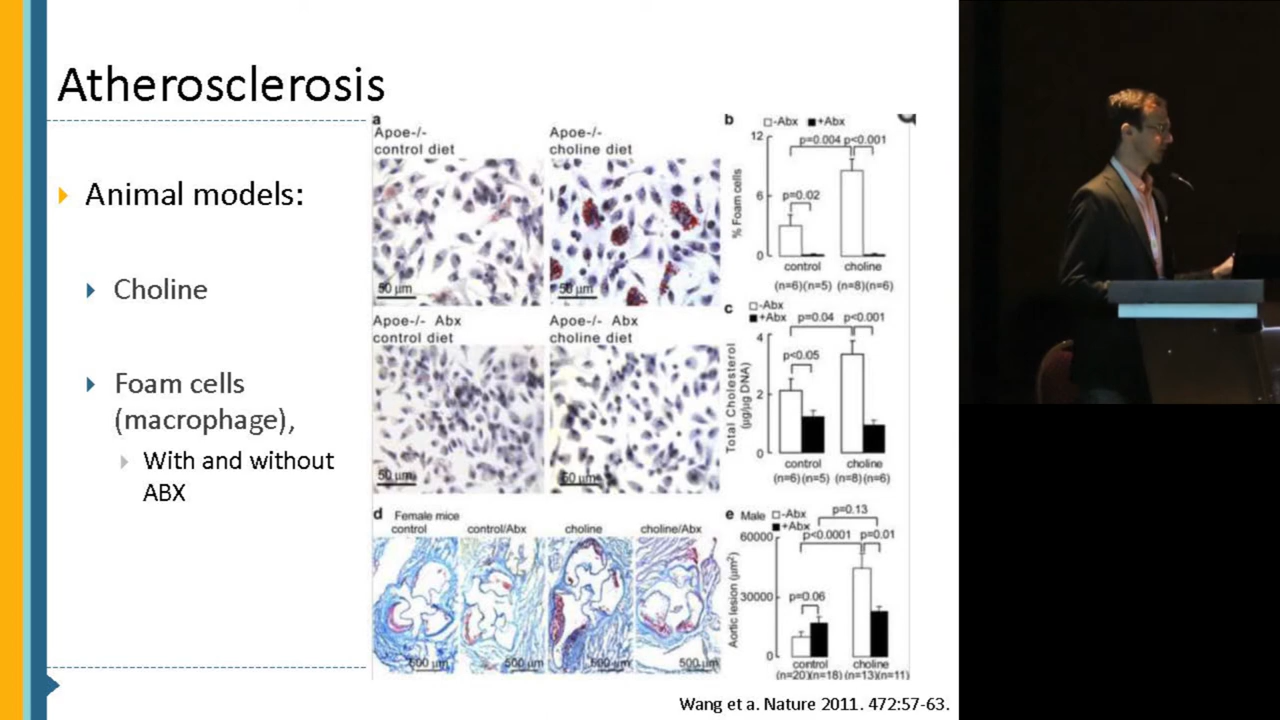 Atherosclerosis
Animal models:
Choline
Foam cells
(macrophage),
With and without
ABX
a
Apoe-/-
control diet
Apoe-/-
choline diet
50 µm
50 µm
Apoe-/- Abx
control diet
Apoe-/- Abx
choline diet
50 µm
50 µm
b
-Abx +Abx
12
6
0
% Foam cells
p=0.004 p<0.001
p=0.02
control choline
(n=6)(n=5) (n=8)(n=6)
c
-Abx
+Abx
4
2
0
Total Cholesterol
(µg/µg DNA)
p=0.04 p<0.001
p<0.05
control choline
(n=6)(n=5) (n=8)(n=6)
d Female mice
control control/Abx choline choline/Abx
500 µm 500 µm 500 µm 500 µm
e Male -Abx
+Abx
60000
30000
0
Aortic lesion (µm²)
p=0.13
p<0.0001 p=0.01
p=0.06
control choline
(n=20)(n=18) (n=13)(n=11)
Wang et a. Nature 2011. 472:57-63.